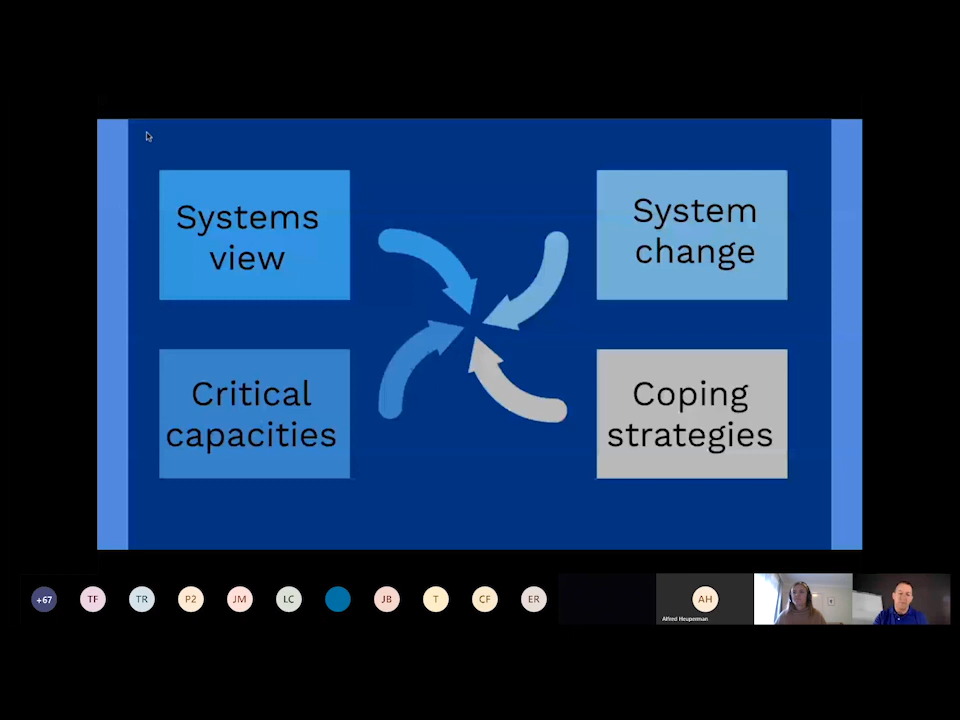 Systems
view
System
change
Critical
capacities
Coping
strategies
+67
TF
TR
P2
JM
LC
JB
T
CF
ER
AH
Alfred Heuperman